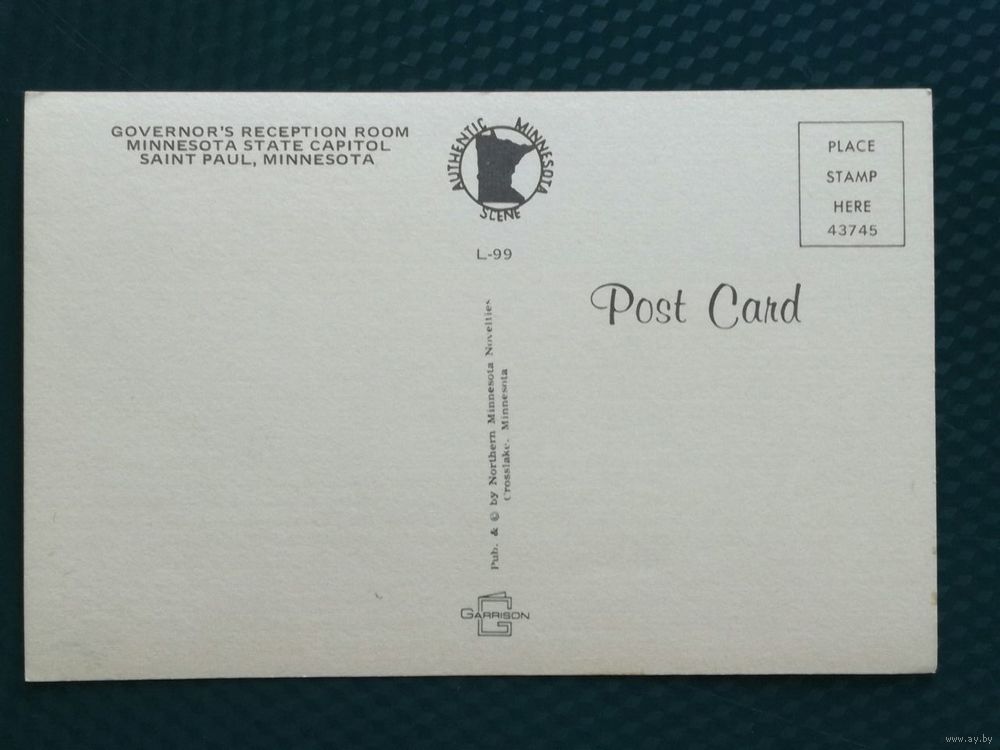 GOVERNOR'S RECEPTION ROOM
MINNESOTA STATE CAPITOL
SAINT PAUL, MINNESOTA
AUTHENTIC MINNESOTA
SCENE
L-99
PLACE
STAMP
HERE
43745
Post Card
Pub. & © by Northern Minnesota Novelties
Crosslake, Minnesota
GARRISON
www.ay.by